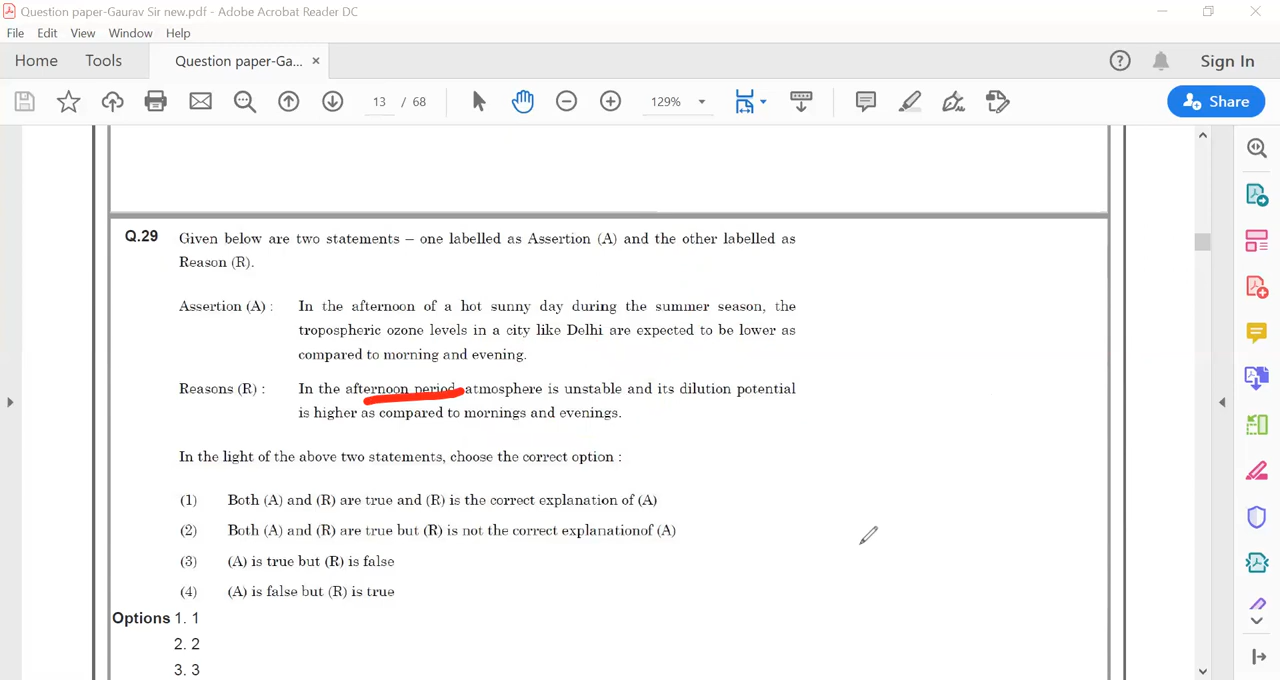 Question paper-Gaurav Sir new.pdf - Adobe Acrobat Reader DC
File Edit View Window Help
Home Tools Question paper-Ga... × Sign In
13 / 68 129% Share
Q.29 Given below are two statements – one labelled as Assertion (A) and the other labelled as
Reason (R).
Assertion (A) : In the afternoon of a hot sunny day during the summer season, the
tropospheric ozone levels in a city like Delhi are expected to be lower as
compared to morning and evening.
Reasons (R) : In the afternoon period atmosphere is unstable and its dilution potential
is higher as compared to mornings and evenings.
In the light of the above two statements, choose the correct option :
(1) Both (A) and (R) are true and (R) is the correct explanation of (A)
(2) Both (A) and (R) are true but (R) is not the correct explanationof (A)
(3) (A) is true but (R) is false
(4) (A) is false but (R) is true
Options 1. 1
2. 2
3. 3